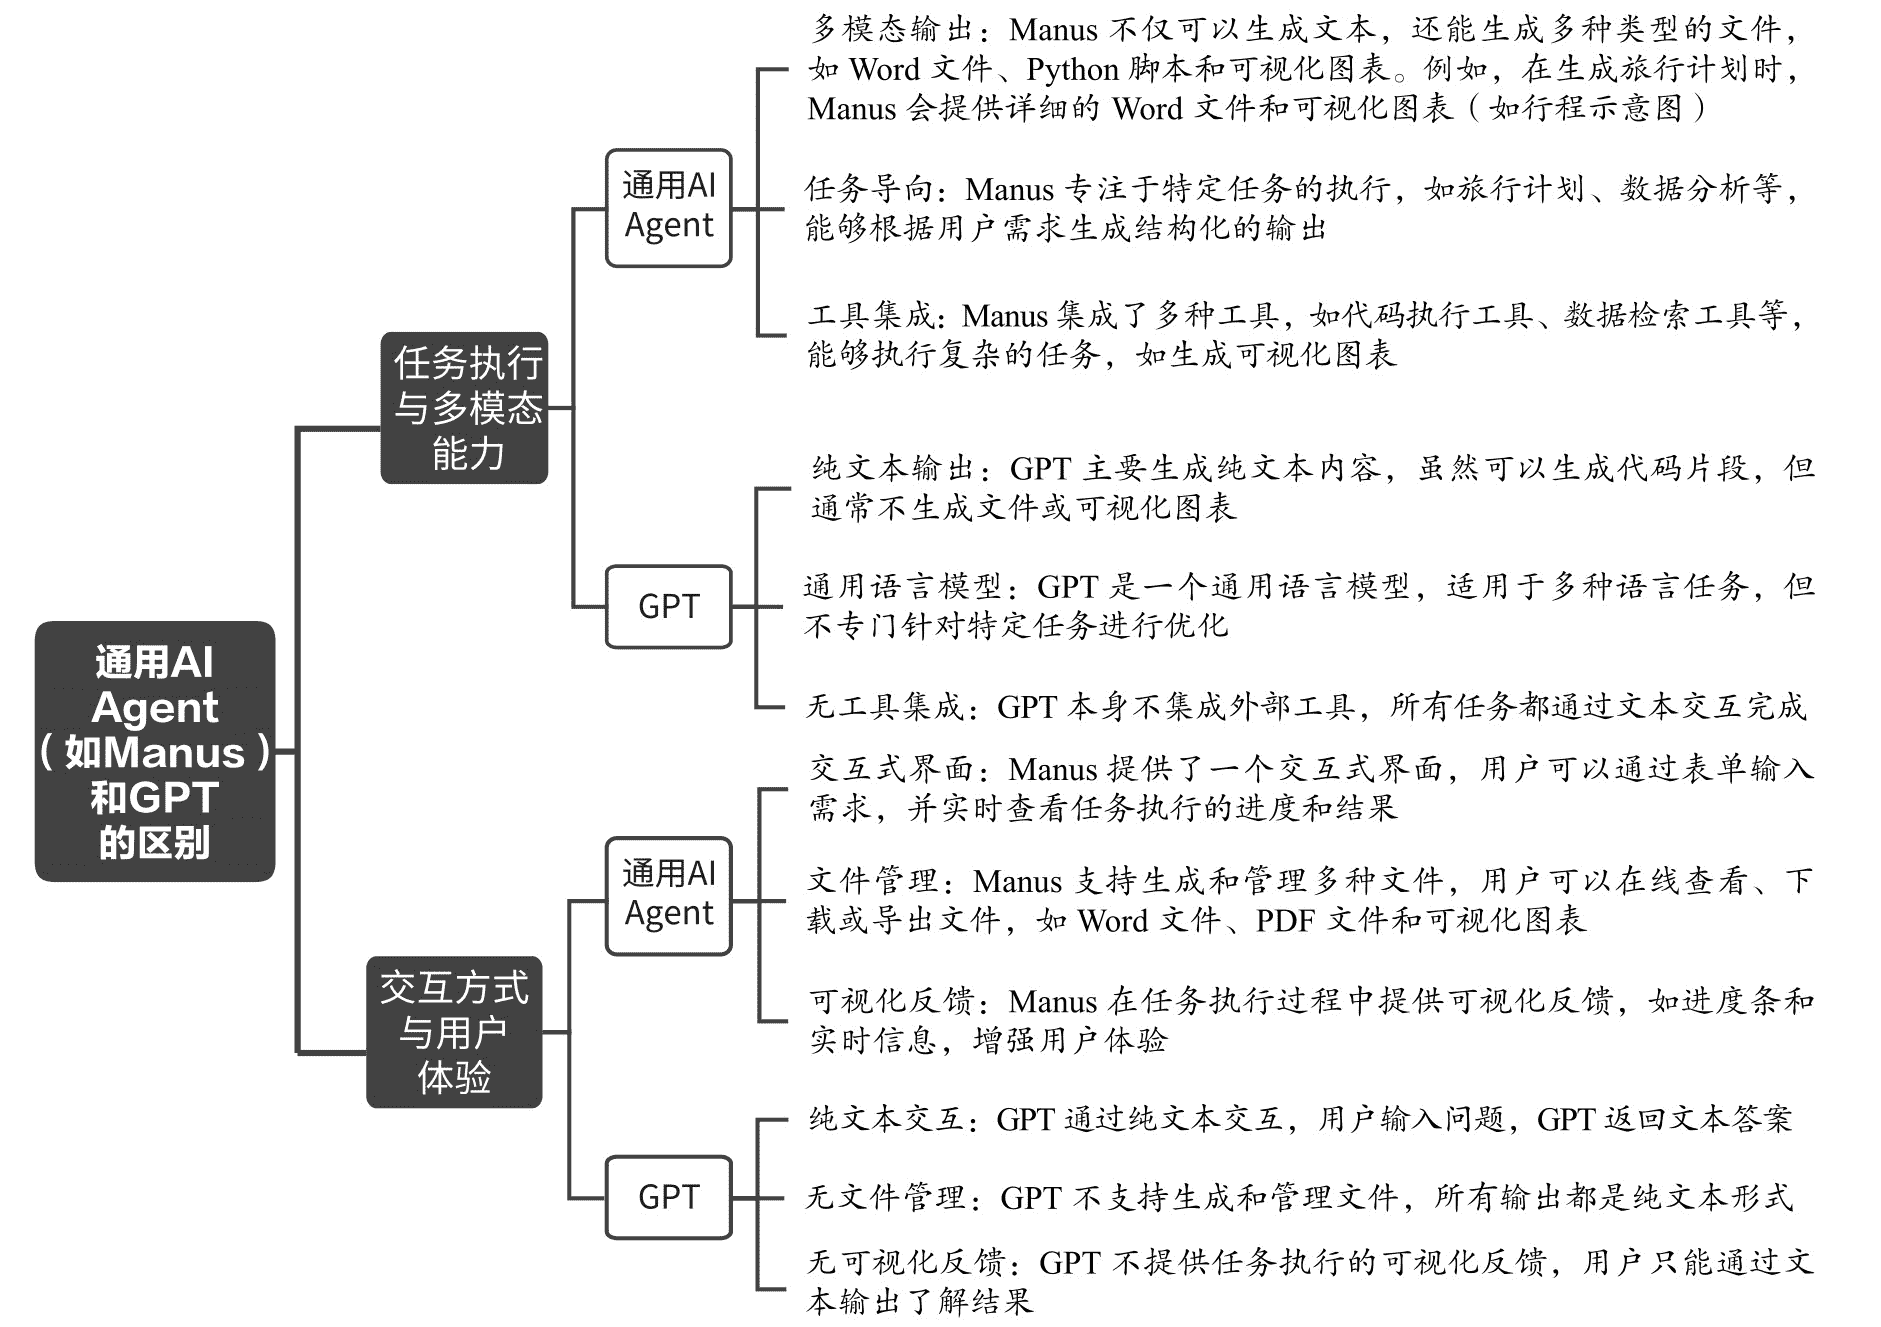 通用AI
Agent
（如Manus）
和GPT
的区别
任务执行
与多模态
能力
通用AI
Agent
多模态输出：Manus 不仅可以生成文本，还能生成多种类型的文件，
如 Word 文件、Python 脚本和可视化图表。例如，在生成旅行计划时，
Manus 会提供详细的 Word 文件和可视化图表（如行程示意图）
任务导向：Manus 专注于特定任务的执行，如旅行计划、数据分析等，
能够根据用户需求生成结构化的输出
工具集成：Manus 集成了多种工具，如代码执行工具、数据检索工具等，
能够执行复杂的任务，如生成可视化图表
GPT
纯文本输出：GPT 主要生成纯文本内容，虽然可以生成代码片段，但
通常不生成文件或可视化图表
通用语言模型：GPT 是一个通用语言模型，适用于多种语言任务，但
不专门针对特定任务进行优化
无工具集成：GPT 本身不集成外部工具，所有任务都通过文本交互完成
交互方式
与用户
体验
通用AI
Agent
交互式界面：Manus 提供了一个交互式界面，用户可以通过表单输入
需求，并实时查看任务执行的进度和结果
文件管理：Manus 支持生成和管理多种文件，用户可以在线查看、下
载或导出文件，如 Word 文件、PDF 文件和可视化图表
可视化反馈：Manus 在任务执行过程中提供可视化反馈，如进度条和
实时信息，增强用户体验
GPT
纯文本交互：GPT 通过纯文本交互，用户输入问题，GPT 返回文本答案
无文件管理：GPT 不支持生成和管理文件，所有输出都是纯文本形式
无可视化反馈：GPT 不提供任务执行的可视化反馈，用户只能通过文
本输出了解结果